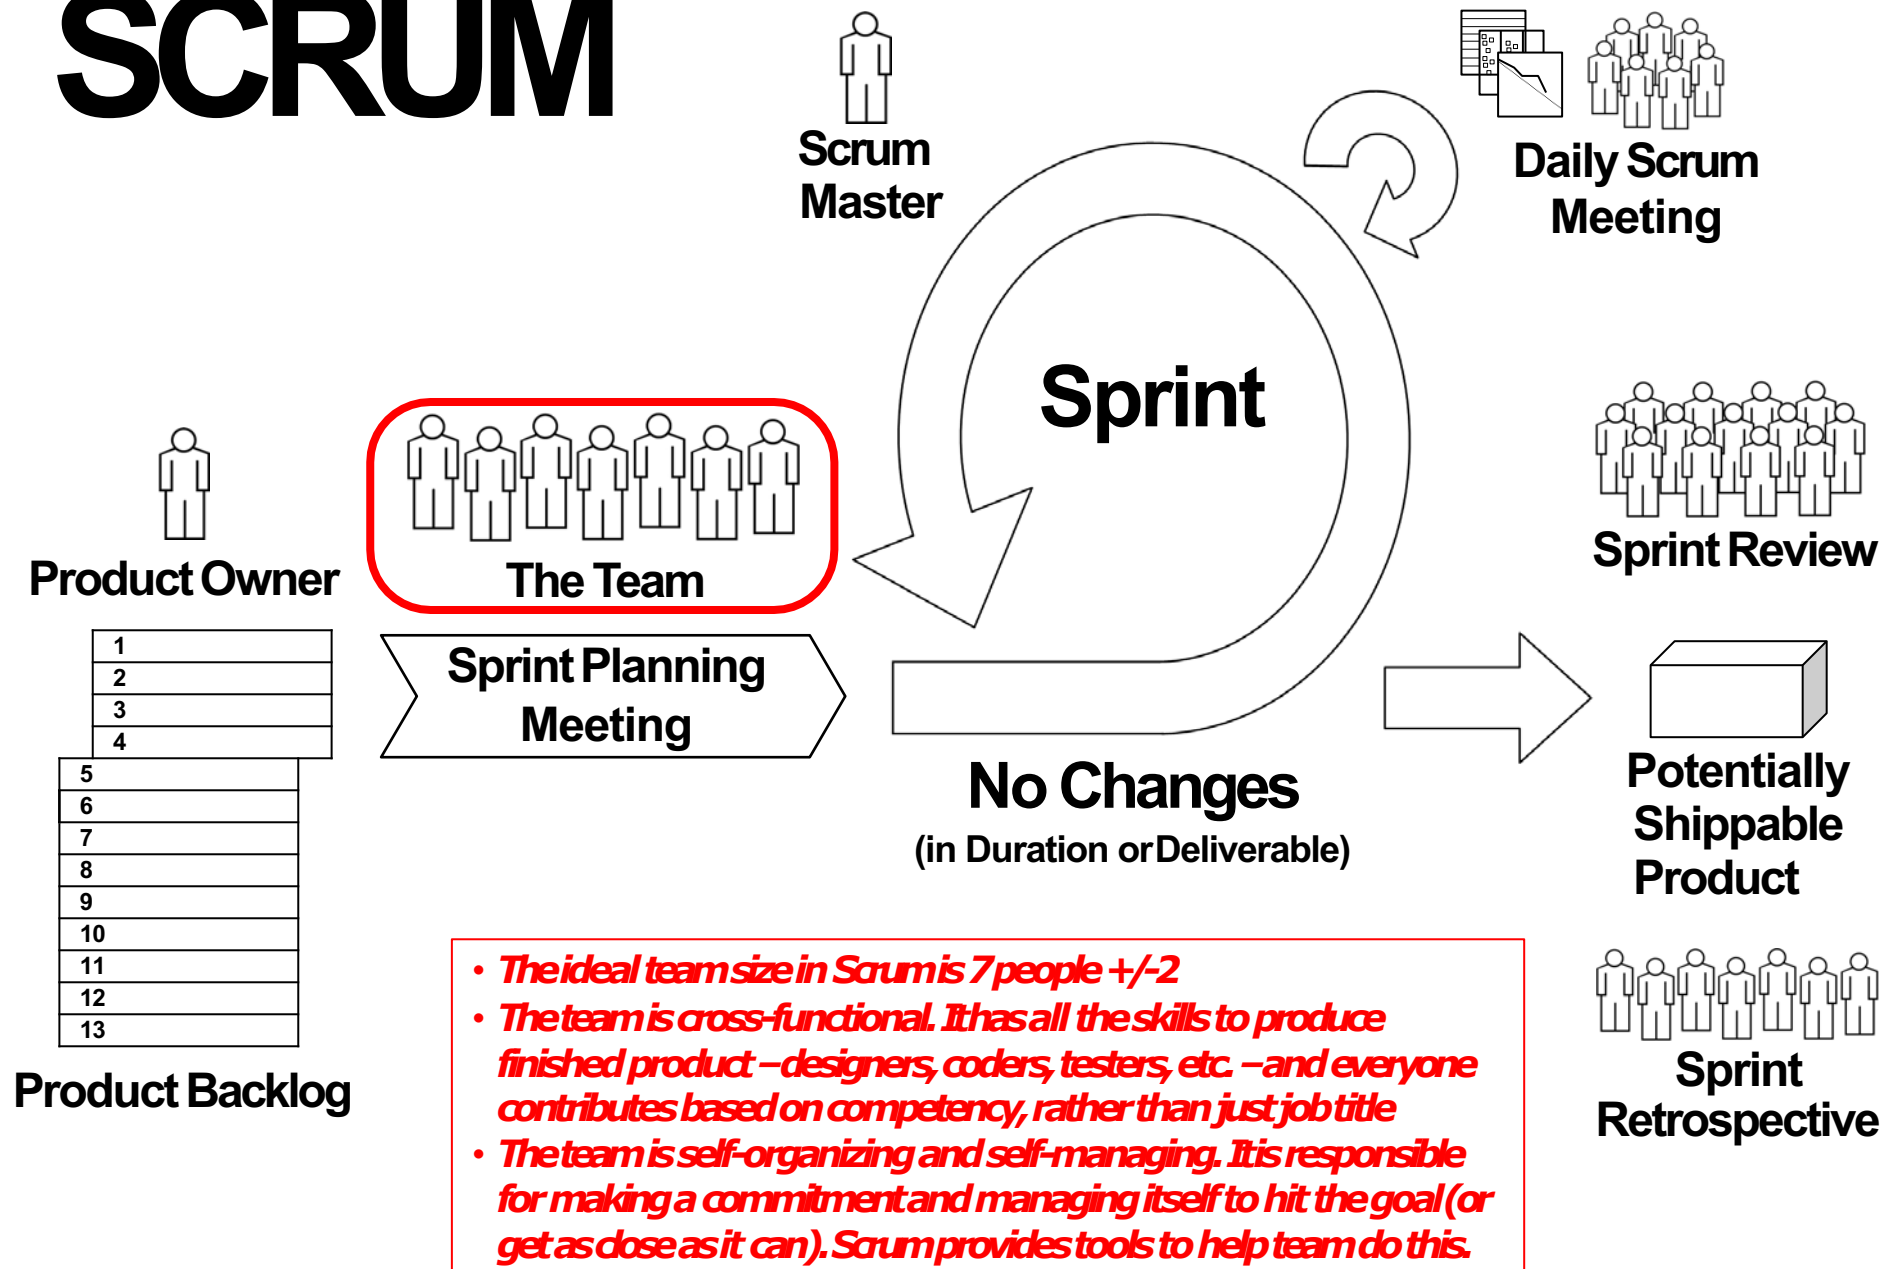 SCRUM
Scrum
Master
Daily Scrum
Meeting
Sprint
Product Owner
The Team
Sprint Review
Sprint Planning
Meeting
1
2
3
4
5
6
7
8
9
10
11
12
13
Product Backlog
No Changes
(in Duration or Deliverable)
Potentially
Shippable
Product
• The ideal team size in Scrum is 7 people +/-2
• The team is cross-functional. It has all the skills to produce
finished product – designers, coders, testers, etc. – and everyone
contributes based on competency, rather than just job title
• The team is self-organizing and self-managing. It is responsible
for making a commitment and managing itself to hit the goal (or
get as close as it can). Scrum provides tools to help team do this.
Sprint
Retrospective